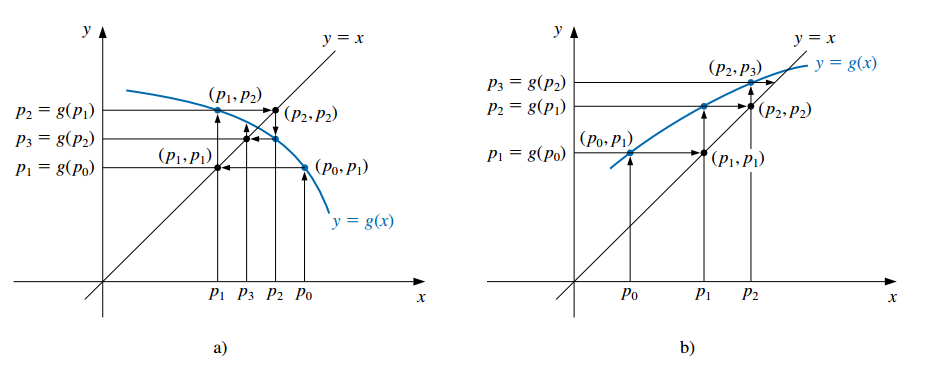 y
y = x
p₂ = g(p₁)
p₃ = g(p₂)
p₁ = g(p₀)
(p₁, p₂)
(p₂, p₂)
(p₁, p₁)
(p₀, p₁)
y = g(x)
p₁ p₃ p₂ p₀
x
a)
y
y = x
y = g(x)
(p₂, p₃)
p₃ = g(p₂)
p₂ = g(p₁)
(p₂, p₂)
(p₀, p₁)
p₁ = g(p₀)
(p₁, p₁)
p₀ p₁ p₂
x
b)